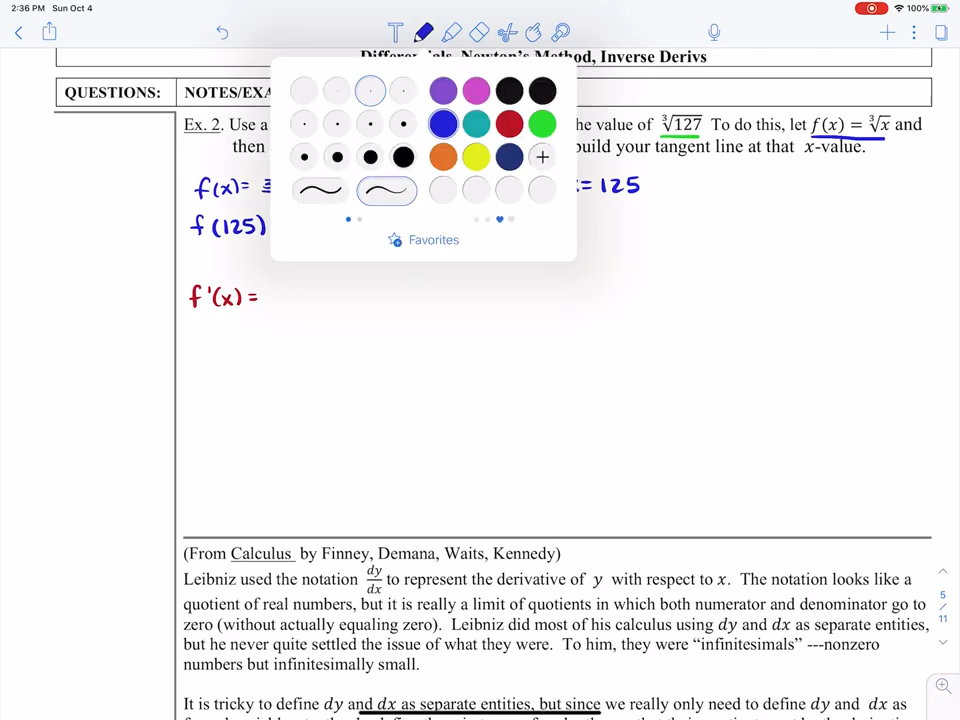 2:36 PM Sun Oct 4 100%
Differentials, Newton's Method, Inverse Derivs
QUESTIONS: NOTES/EXA
Ex. 2. Use a he value of ∛127 To do this, let f(x) = ∛x and
then uild your tangent line at that x-value.
f(x)= = 125
f(125)
f'(x) =
Favorites
(From Calculus by Finney, Demana, Waits, Kennedy)
Leibniz used the notation dy/dx to represent the derivative of y with respect to x. The notation looks like a
quotient of real numbers, but it is really a limit of quotients in which both numerator and denominator go to
zero (without actually equaling zero). Leibniz did most of his calculus using dy and dx as separate entities,
but he never quite settled the issue of what they were. To him, they were “infinitesimals” ---nonzero
numbers but infinitesimally small.
5
/
11
It is tricky to define dy and dx as separate entities, but since we really only need to define dy and dx as